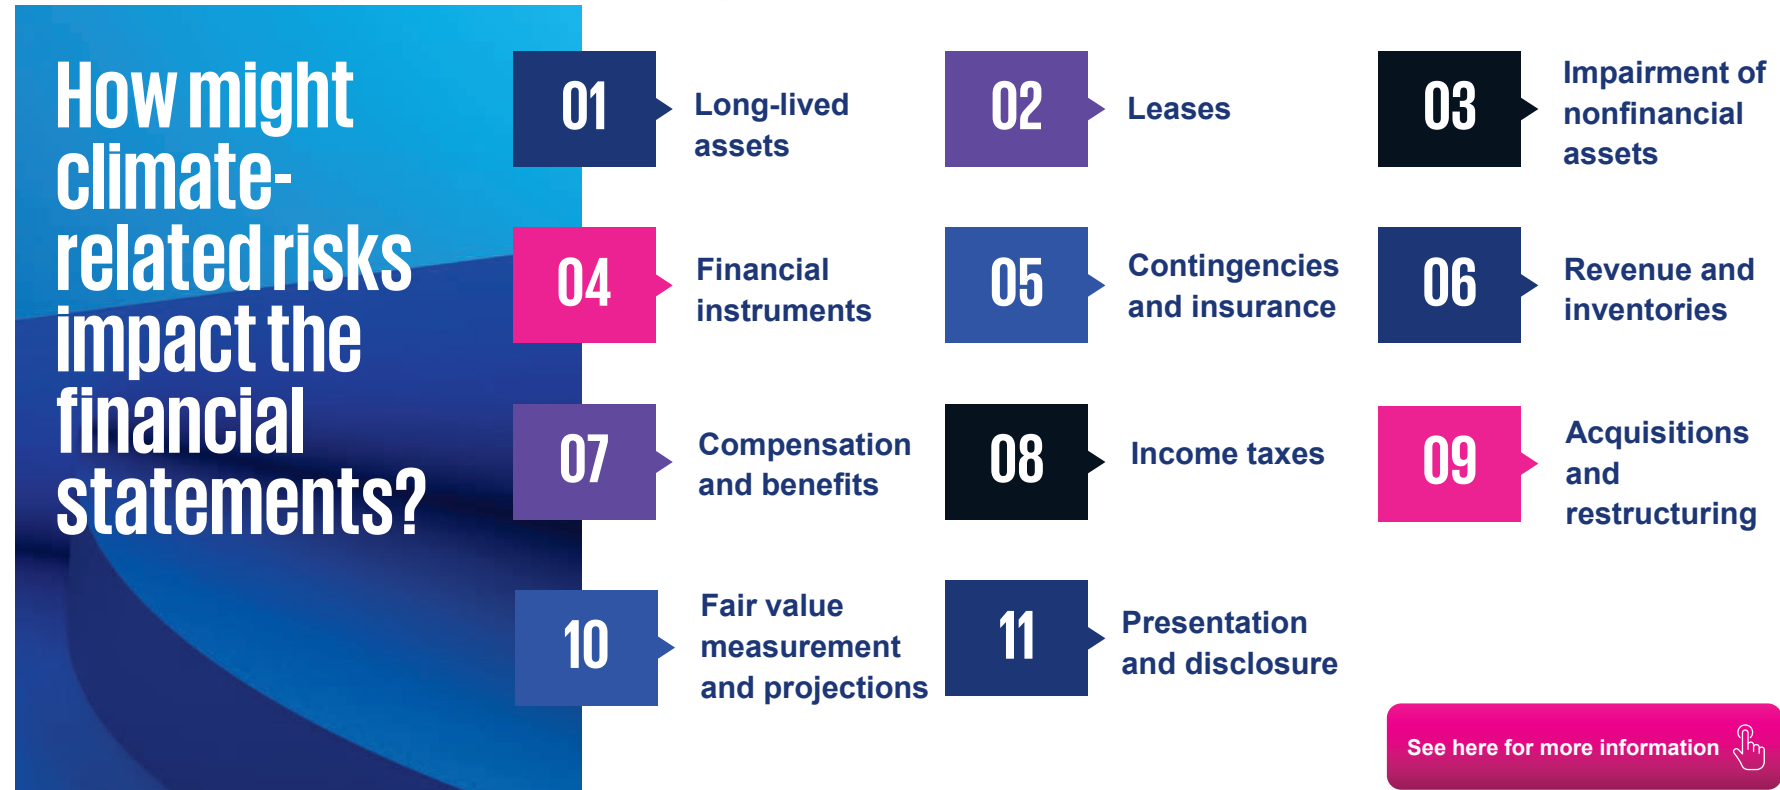 How might
climate-
related risks
impact the
financial
statements?
01
Long-lived
assets
02
Leases
03
Impairment of
nonfinancial
assets
04
Financial
instruments
05
Contingencies
and insurance
06
Revenue and
inventories
07
Compensation
and benefits
08
Income taxes
09
Acquisitions
and
restructuring
10
Fair value
measurement
and projections
11
Presentation
and disclosure
See here for more information